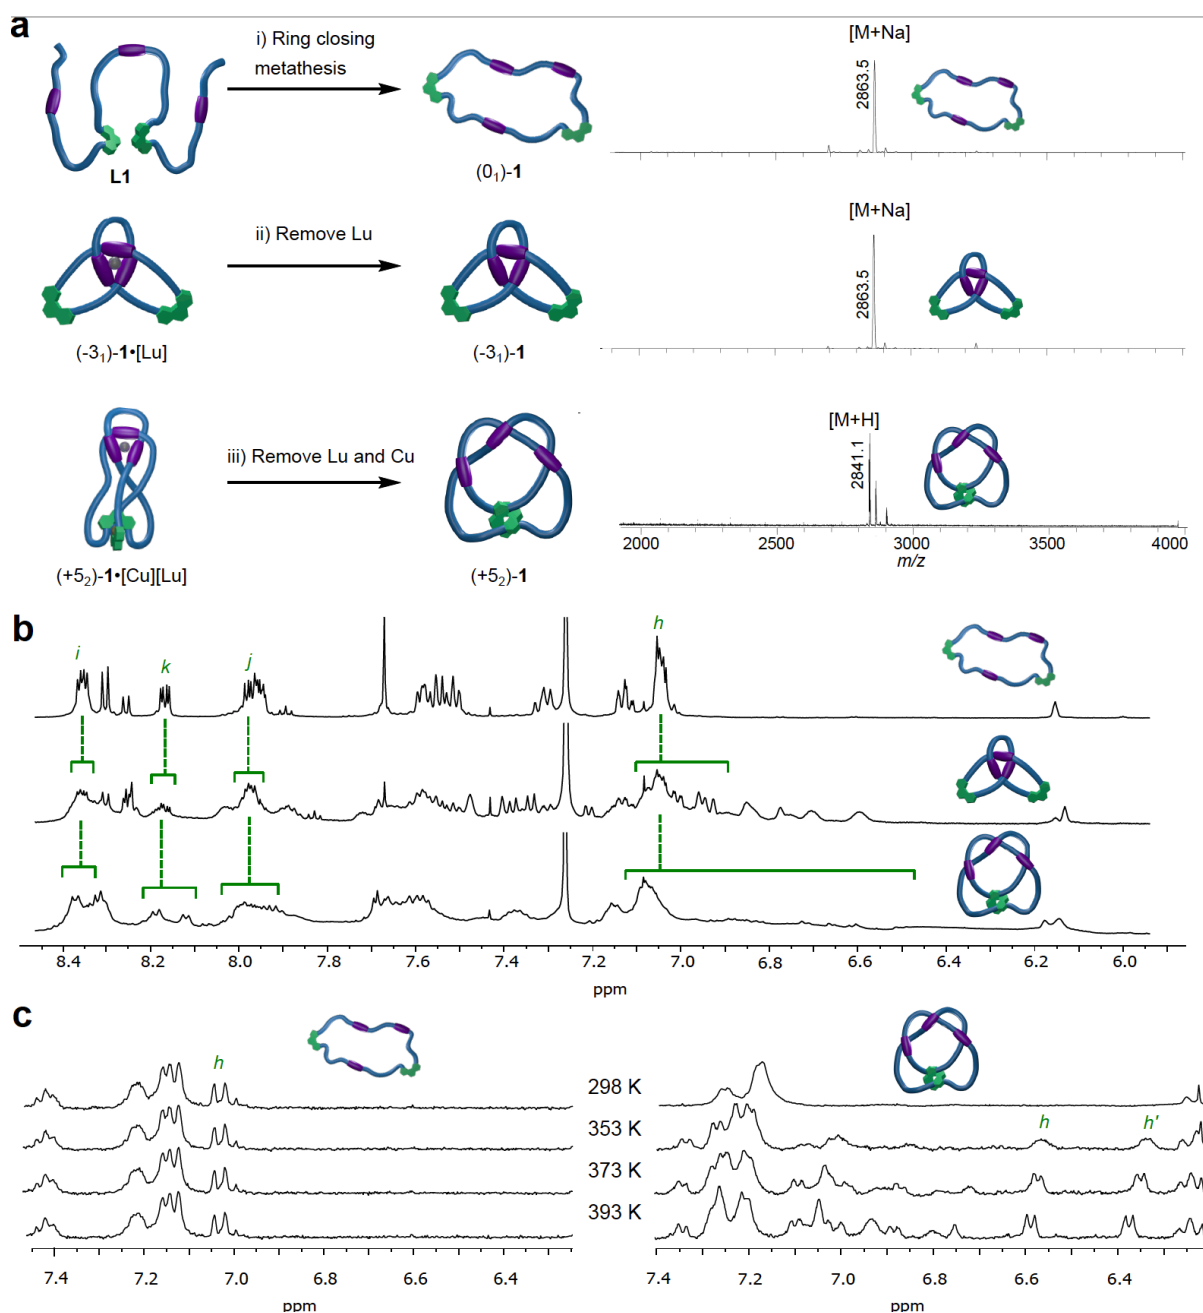 a
i) Ring closing
metathesis
L1
(0₁)-1
[M+Na]
2863.5
ii) Remove Lu
(-3₁)-1•[Lu]
(-3₁)-1
[M+Na]
2863.5
iii) Remove Lu and Cu
(+5₂)-1•[Cu][Lu]
(+5₂)-1
[M+H]
2841.1
2000 2500 3000 3500 4000
m/z
b
i k j h
8.4 8.2 8.0 7.8 7.6 7.4 7.2 7.0 6.8 6.6 6.4 6.2 6.0
ppm
c
h
298 K
353 K
h h'
373 K
393 K
7.4 7.2 7.0 6.8 6.6 6.4
ppm
7.4 7.2 7.0 6.8 6.6 6.4
ppm